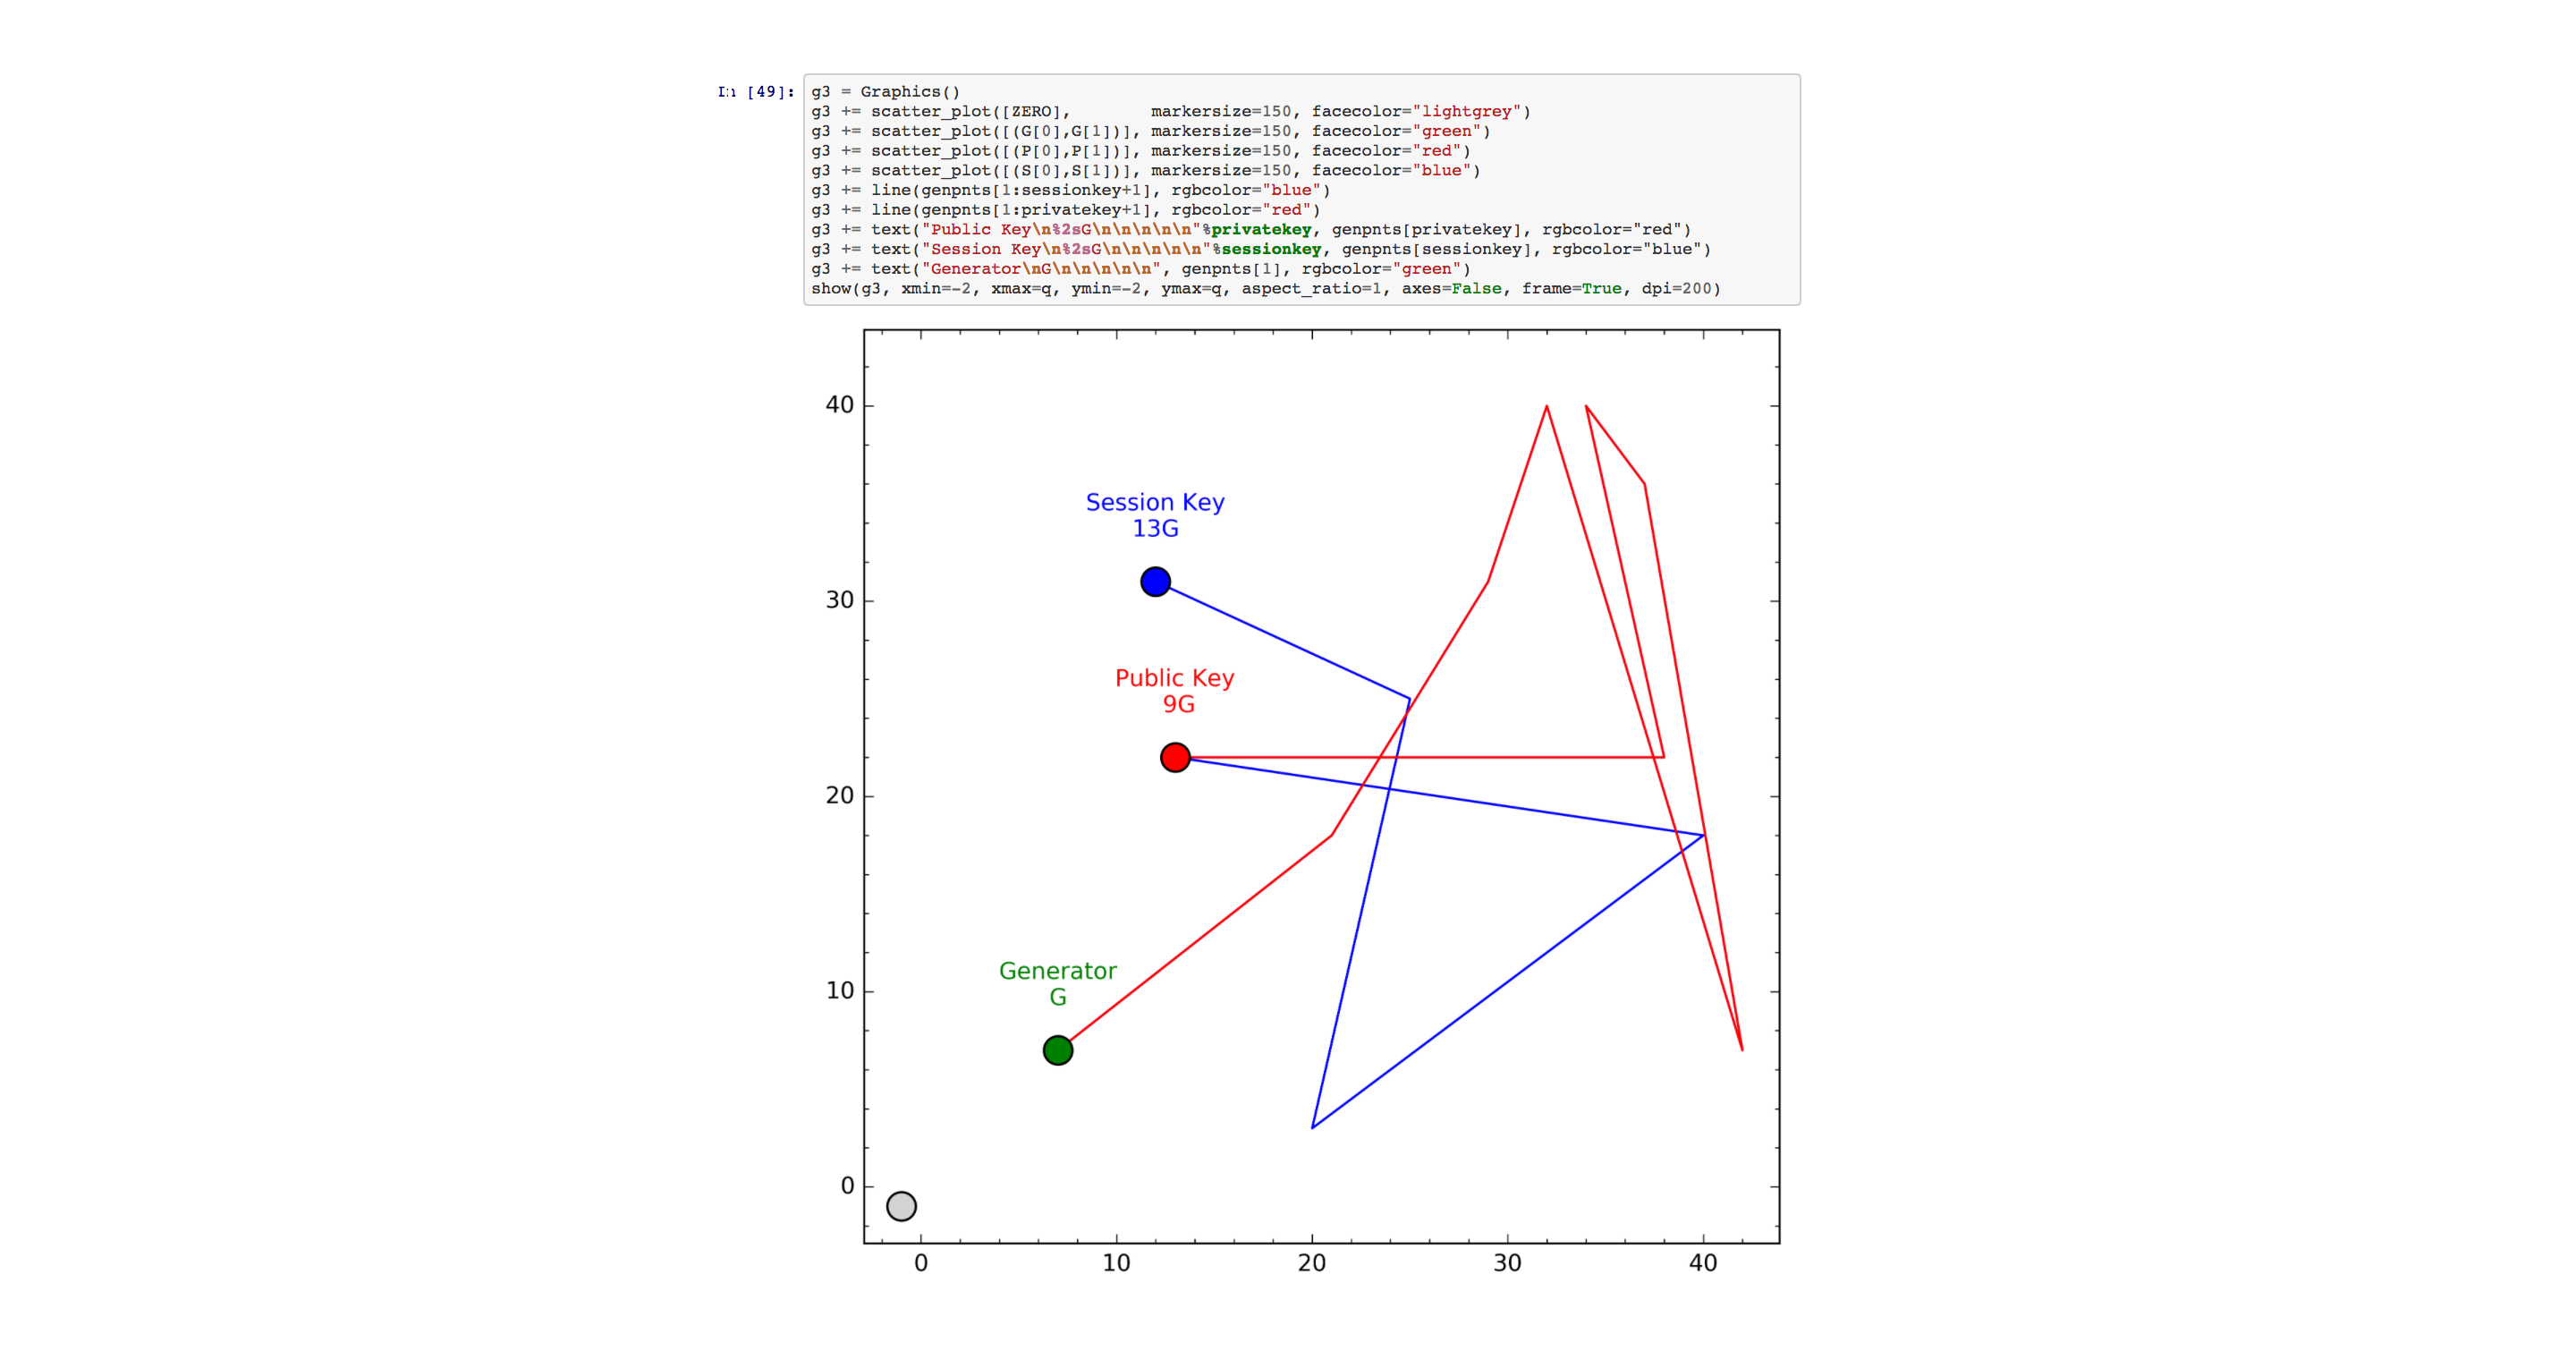 In [49]:
g3 = Graphics()
g3 += scatter_plot([ZERO],        markersize=150, facecolor="lightgrey")
g3 += scatter_plot([(G[0],G[1])], markersize=150, facecolor="green")
g3 += scatter_plot([(P[0],P[1])], markersize=150, facecolor="red")
g3 += scatter_plot([(S[0],S[1])], markersize=150, facecolor="blue")
g3 += line(genpnts[1:sessionkey+1], rgbcolor="blue")
g3 += line(genpnts[1:privatekey+1], rgbcolor="red")
g3 += text("Public Key\n%2sG\n\n\n\n\n"%privatekey, genpnts[privatekey], rgbcolor="red")
g3 += text("Session Key\n%2sG\n\n\n\n\n"%sessionkey, genpnts[sessionkey], rgbcolor="blue")
g3 += text("Generator\nG\n\n\n\n\n", genpnts[1], rgbcolor="green")
show(g3, xmin=-2, xmax=q, ymin=-2, ymax=q, aspect_ratio=1, axes=False, frame=True, dpi=200)
40
Session Key
13G
30
Public Key
9G
20
Generator
G
10
0
0 10 20 30 40